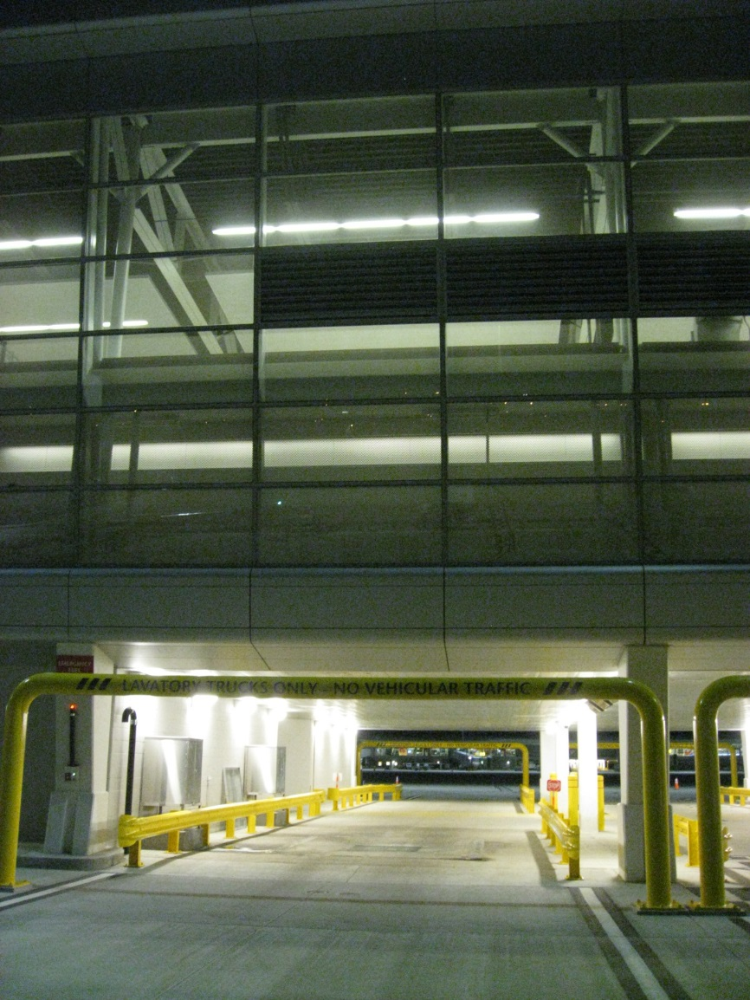 EMERGENCY
LAVATORY TRUCKS ONLY - NO VEHICULAR TRAFFIC
STOP